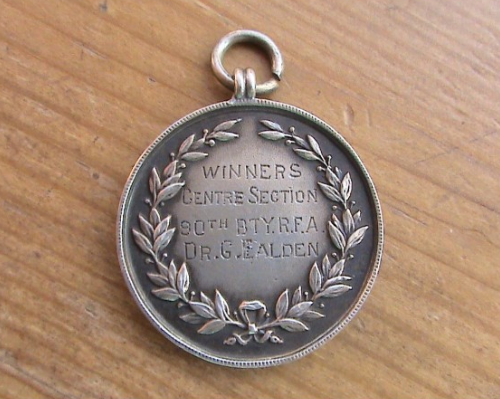 WINNERS
CENTRE SECTION
80TH BTY. R.F.A.
DR. G. EALDEN